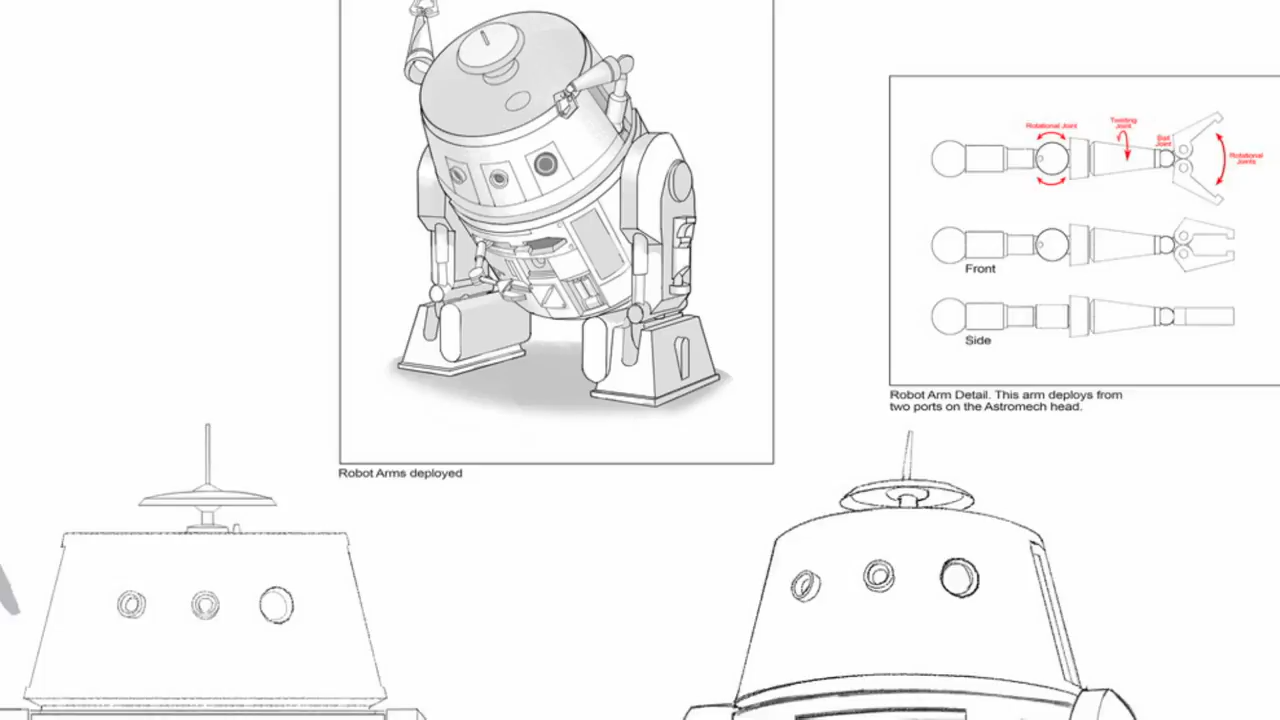 Rotational Joint
Twisting
Joint
Ball
Joint
Rotational
Joints
Front
Side
Robot Arm Detail. This arm deploys from
two ports on the Astromech head.
Robot Arms deployed